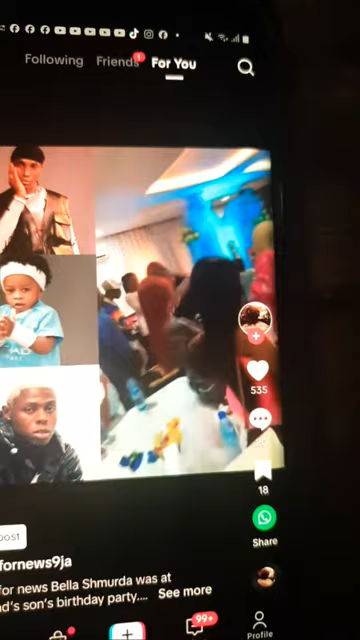 Following Friends 1 For You
535
18
Share
post
fornews9ja
for news Bella Shmurda was at
d's son's birthday party.... See more
99+
Profile